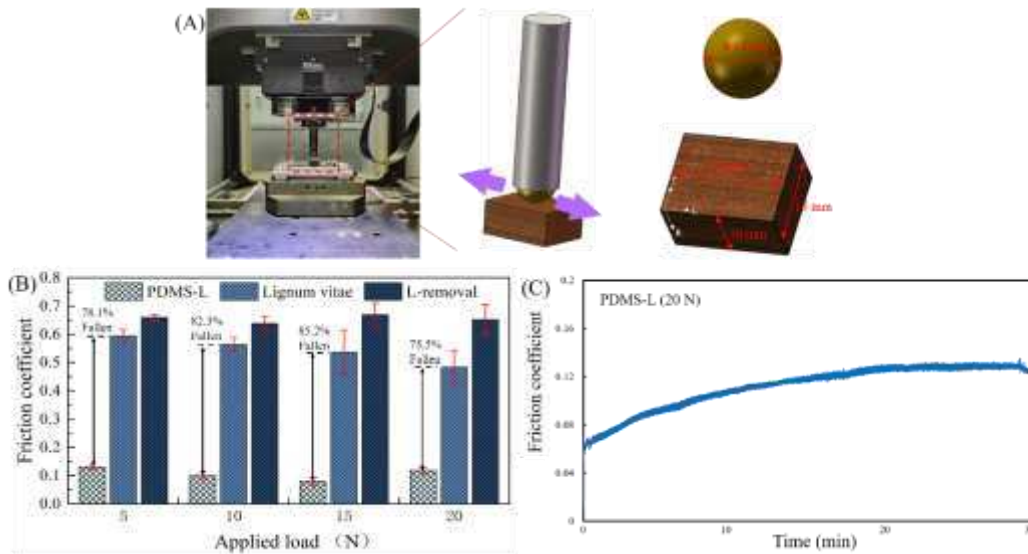 (A)
mm
(B)
PDMS-L
Lignum vitae
L-removal
78.1%
Fallen
82.3%
Fallen
85.2%
Fallen
75.5%
Fallen
Friction coefficient
0.8
0.7
0.6
0.5
0.4
0.3
0.2
0.1
0.0
5
10
15
20
Applied load （N）
(C)
PDMS-L (20 N)
Friction coefficient
0.2
0.16
0.12
0.08
0.04
0
0
10
20
Time (min)